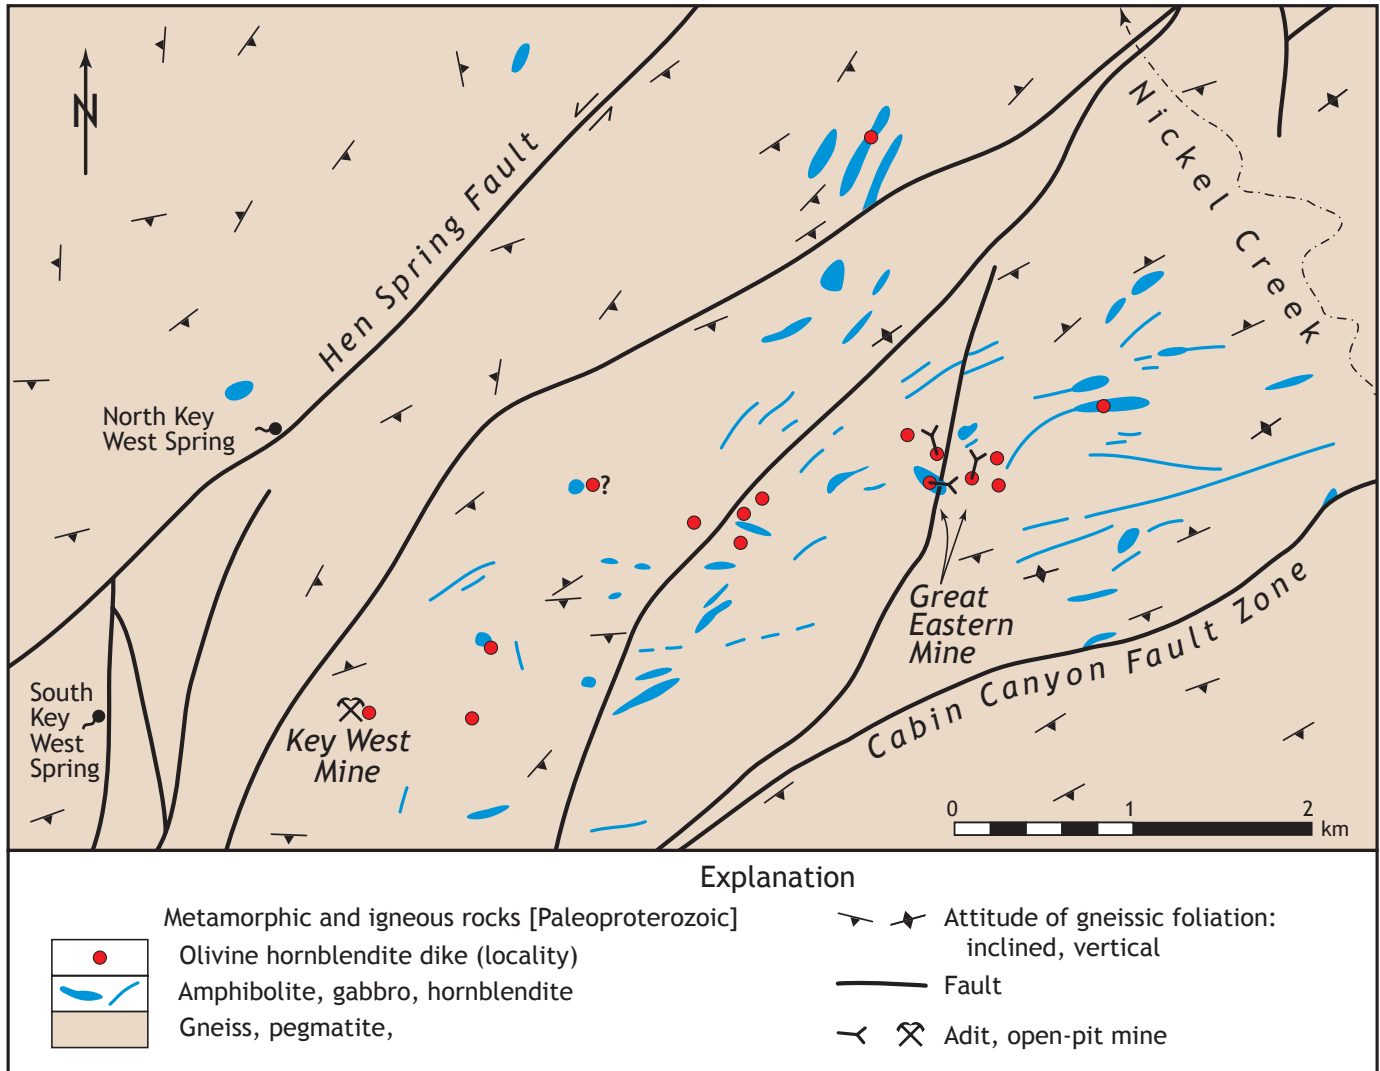 N
Hen Spring Fault
Nickel Creek
North Key
West Spring
?
South
Key
West
Spring
Key West
Mine
Great
Eastern
Mine
Cabin Canyon Fault Zone
0 1 2
km
Explanation
Metamorphic and igneous rocks [Paleoproterozoic]
Olivine hornblendite dike (locality)
Amphibolite, gabbro, hornblendite
Gneiss, pegmatite,
Attitude of gneissic foliation:
inclined, vertical
Fault
Adit, open-pit mine